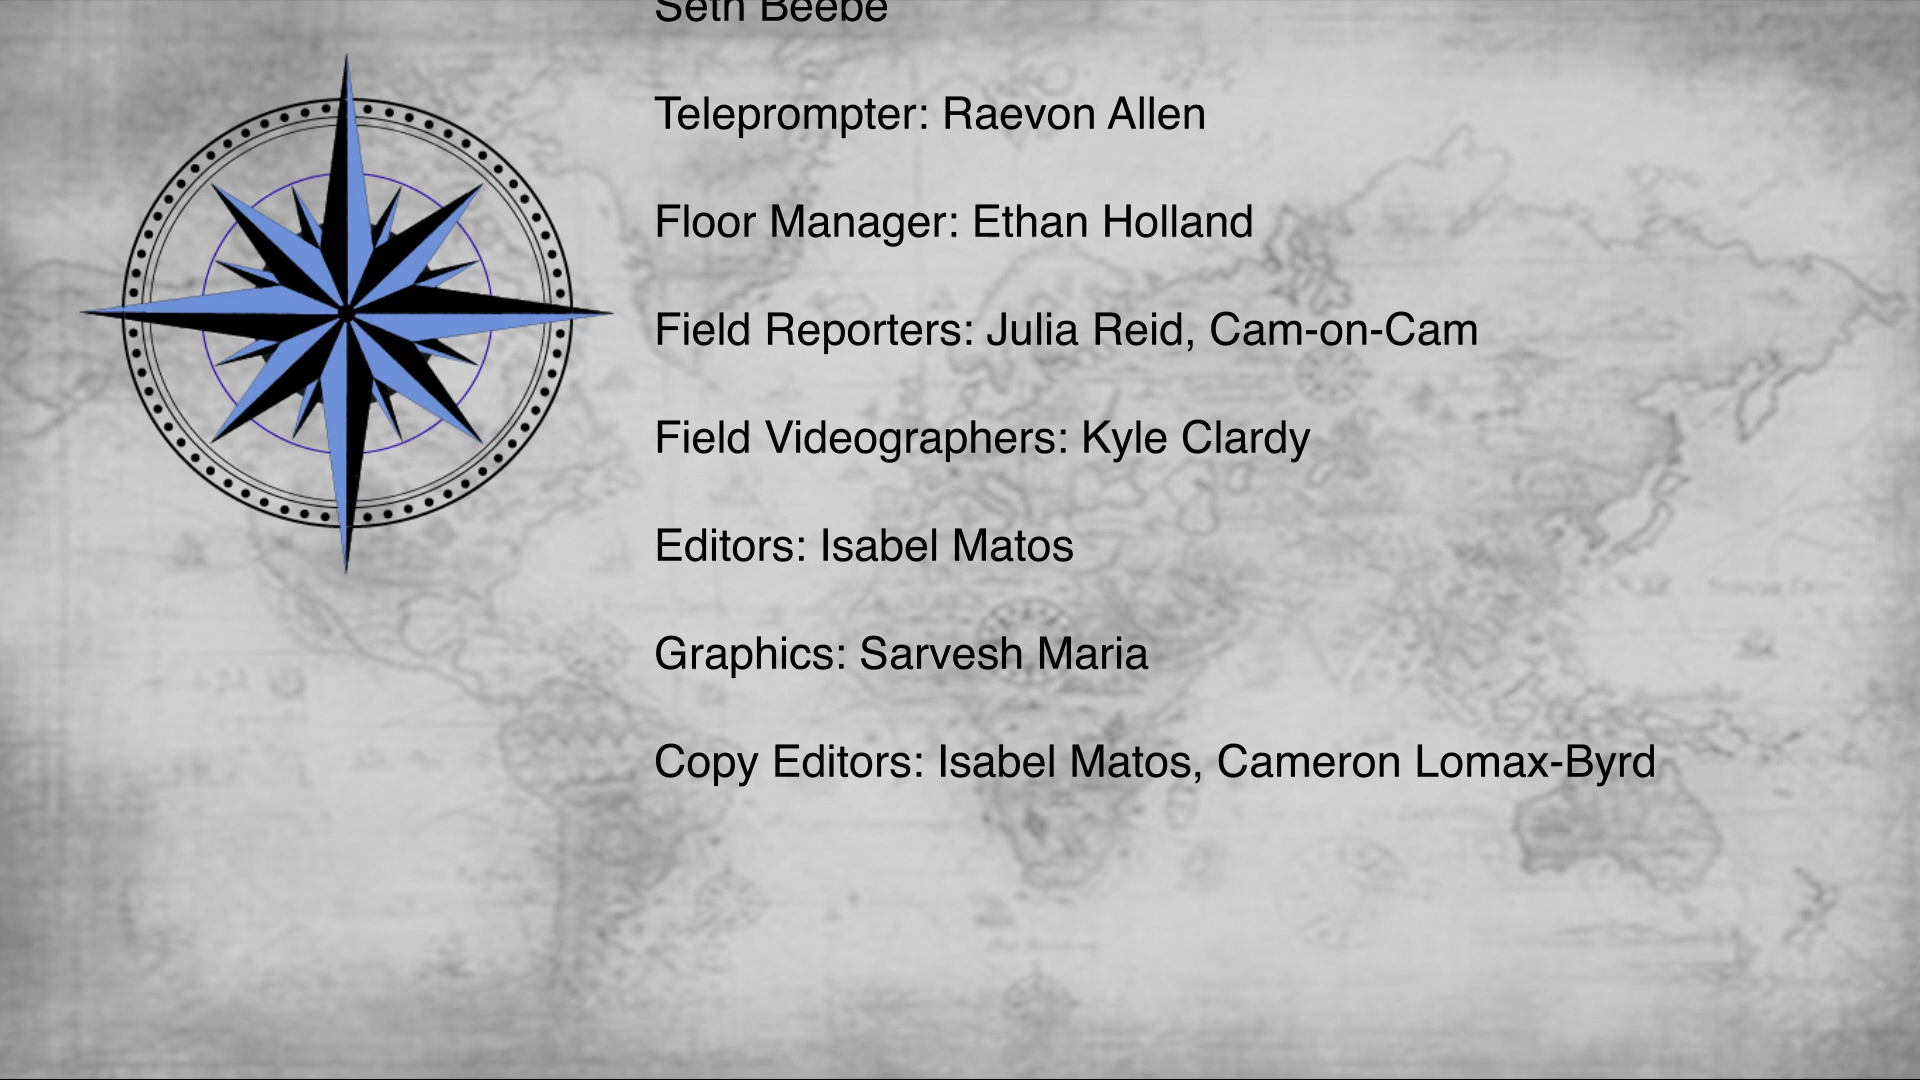 Seth Beebe
Teleprompter: Raevon Allen
Floor Manager: Ethan Holland
Field Reporters: Julia Reid, Cam-on-Cam
Field Videographers: Kyle Clardy
Editors: Isabel Matos
Graphics: Sarvesh Maria
Copy Editors: Isabel Matos, Cameron Lomax-Byrd